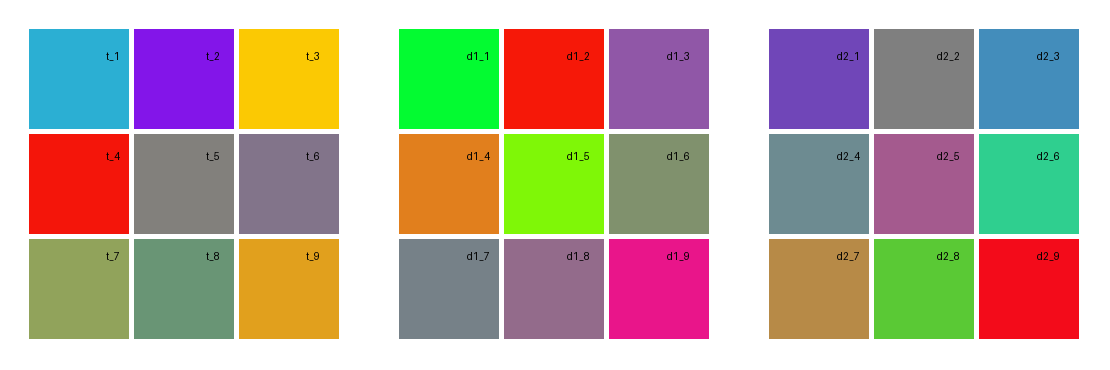 t_1 t_2 t_3 d1_1 d1_2 d1_3 d2_1 d2_2 d2_3
t_4 t_5 t_6 d1_4 d1_5 d1_6 d2_4 d2_5 d2_6
t_7 t_8 t_9 d1_7 d1_8 d1_9 d2_7 d2_8 d2_9